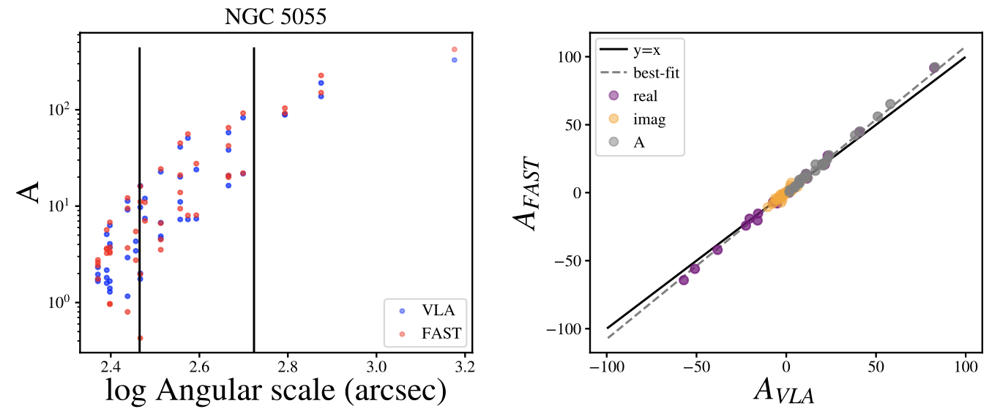 NGC 5055
A
10²
10¹
10⁰
2.4 2.6 2.8 3.0 3.2
log Angular scale (arcsec)
VLA
FAST
y=x
best-fit
real
imag
A
A_FAST
100
50
0
−50
−100
−100 −50 0 50 100
A_VLA